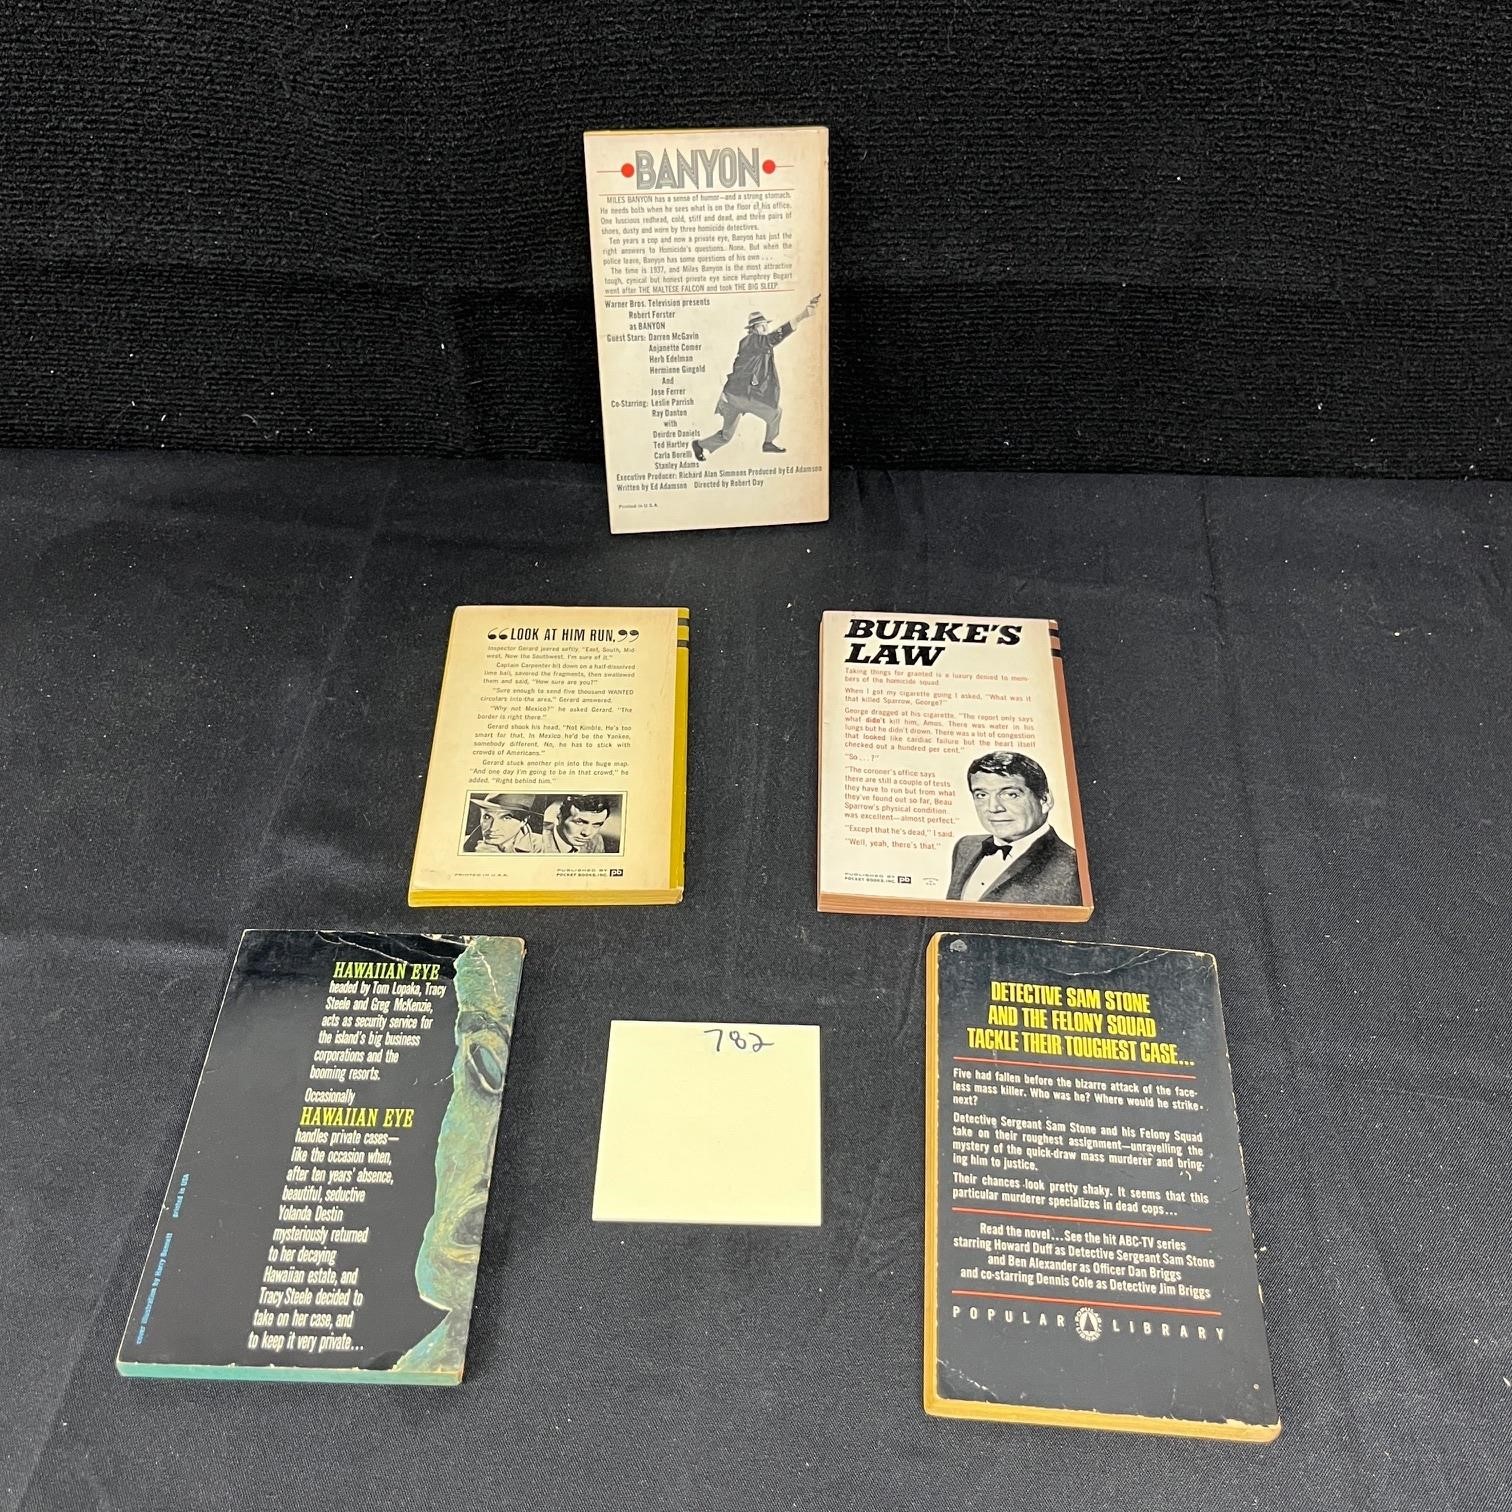 BANYON
MILES BANYON has a sense of humor—and a strong stomach.
He needs both when he sees what is on the floor of his office.
One luscious redhead, cold, stiff and dead, and three pairs of
shoes, dusty and worn by three homicide detectives.
Ten years a cop and now a private eye, Banyon has just the
right answers to Homicide's questions. None. But when the
police leave, Banyon has some questions of his own...
The time is 1937, and Miles Banyon is the most attractive
tough, cynical but honest private eye since Humphrey Bogart
went after THE MALTESE FALCON and took THE BIG SLEEP.
Warner Bros. Television presents
Robert Forster
as BANYON
Guest Stars: Darren McGavin
Anjanette Comer
Herb Edelman
Hermione Gingold
And
Jose Ferrer
Co-Starring: Leslie Parrish
Ray Danton
with
Deirdre Daniels
Ted Hartley
Carla Borelli
Stanley Adams
Executive Producer: Richard Alan Simmons Produced by Ed Adamson
Written by Ed Adamson Directed by Robert Day
Printed in U.S.A.
“LOOK AT HIM RUN,”
Inspector Gerard jeered softly. "East, South, Mid-
west. Now the Southwest. I'm sure of it."
Captain Carpenter bit down on a half-dissolved
lime ball, savored the fragments, then swallowed
them and said, "How sure are you?"
"Sure enough to send five thousand WANTED
circulars into the area," Gerard answered.
"Why not Mexico?" he asked Gerard. "The
border is right there."
Gerard shook his head. "Not Kimble. He's too
smart for that. In Mexico he'd be the Yankee,
somebody different. No, he has to stick with
crowds of Americans."
Gerard stuck another pin into the huge map.
"And one day I'm going to be in that crowd," he
added. "Right behind him."
PRINTED IN U.S.A.
PUBLISHED BY
POCKET BOOKS, INC. pb
BURKE'S
LAW
Taking things for granted is a luxury denied to mem-
bers of the homicide squad.
When I got my cigarette going I asked, "What was it
that killed Sparrow, George?"
George dragged at his cigarette. "The report only says
what didn't kill him, Amos. There was water in his
lungs but he didn't drown. There was a lot of congestion
that looked like cardiac failure but the heart itself
checked out a hundred per cent."
"So...?"
"The coroner's office says
there are still a couple of tests
they have to run but from what
they've found out so far, Beau
Sparrow's physical condition
was excellent—almost perfect."
"Except that he's dead," I said.
"Well, yeah, there's that."
PUBLISHED BY
POCKET BOOKS, INC. pb
HAWAIIAN EYE
headed by Tom Lopaka, Tracy
Steele and Greg McKenzie,
acts as security service for
the island's big business
corporations and the
booming resorts.
Occasionally
HAWAIIAN EYE
handles private cases—
like the occasion when,
after ten years' absence,
beautiful, seductive
Yolanda Destin
mysteriously returned
to her decaying
Hawaiian estate, and
Tracy Steele decided to
take on her case, and
to keep it very private...
cover illustration by Harry Bennett
printed in USA
782
DETECTIVE SAM STONE
AND THE FELONY SQUAD
TACKLE THEIR TOUGHEST CASE...
Five had fallen before the bizarre attack of the face-
less mass killer. Who was he? Where would he strike
next?
Detective Sergeant Sam Stone and his Felony Squad
take on their roughest assignment—unravelling the
mystery of the quick-draw mass murderer and bring-
ing him to justice.
Their chances look pretty shaky. It seems that this
particular murderer specializes in dead cops...
Read the novel...See the hit ABC-TV series
starring Howard Duff as Detective Sergeant Sam Stone
and Ben Alexander as Officer Dan Briggs
and co-starring Dennis Cole as Detective Jim Briggs
POPULAR LIBRARY